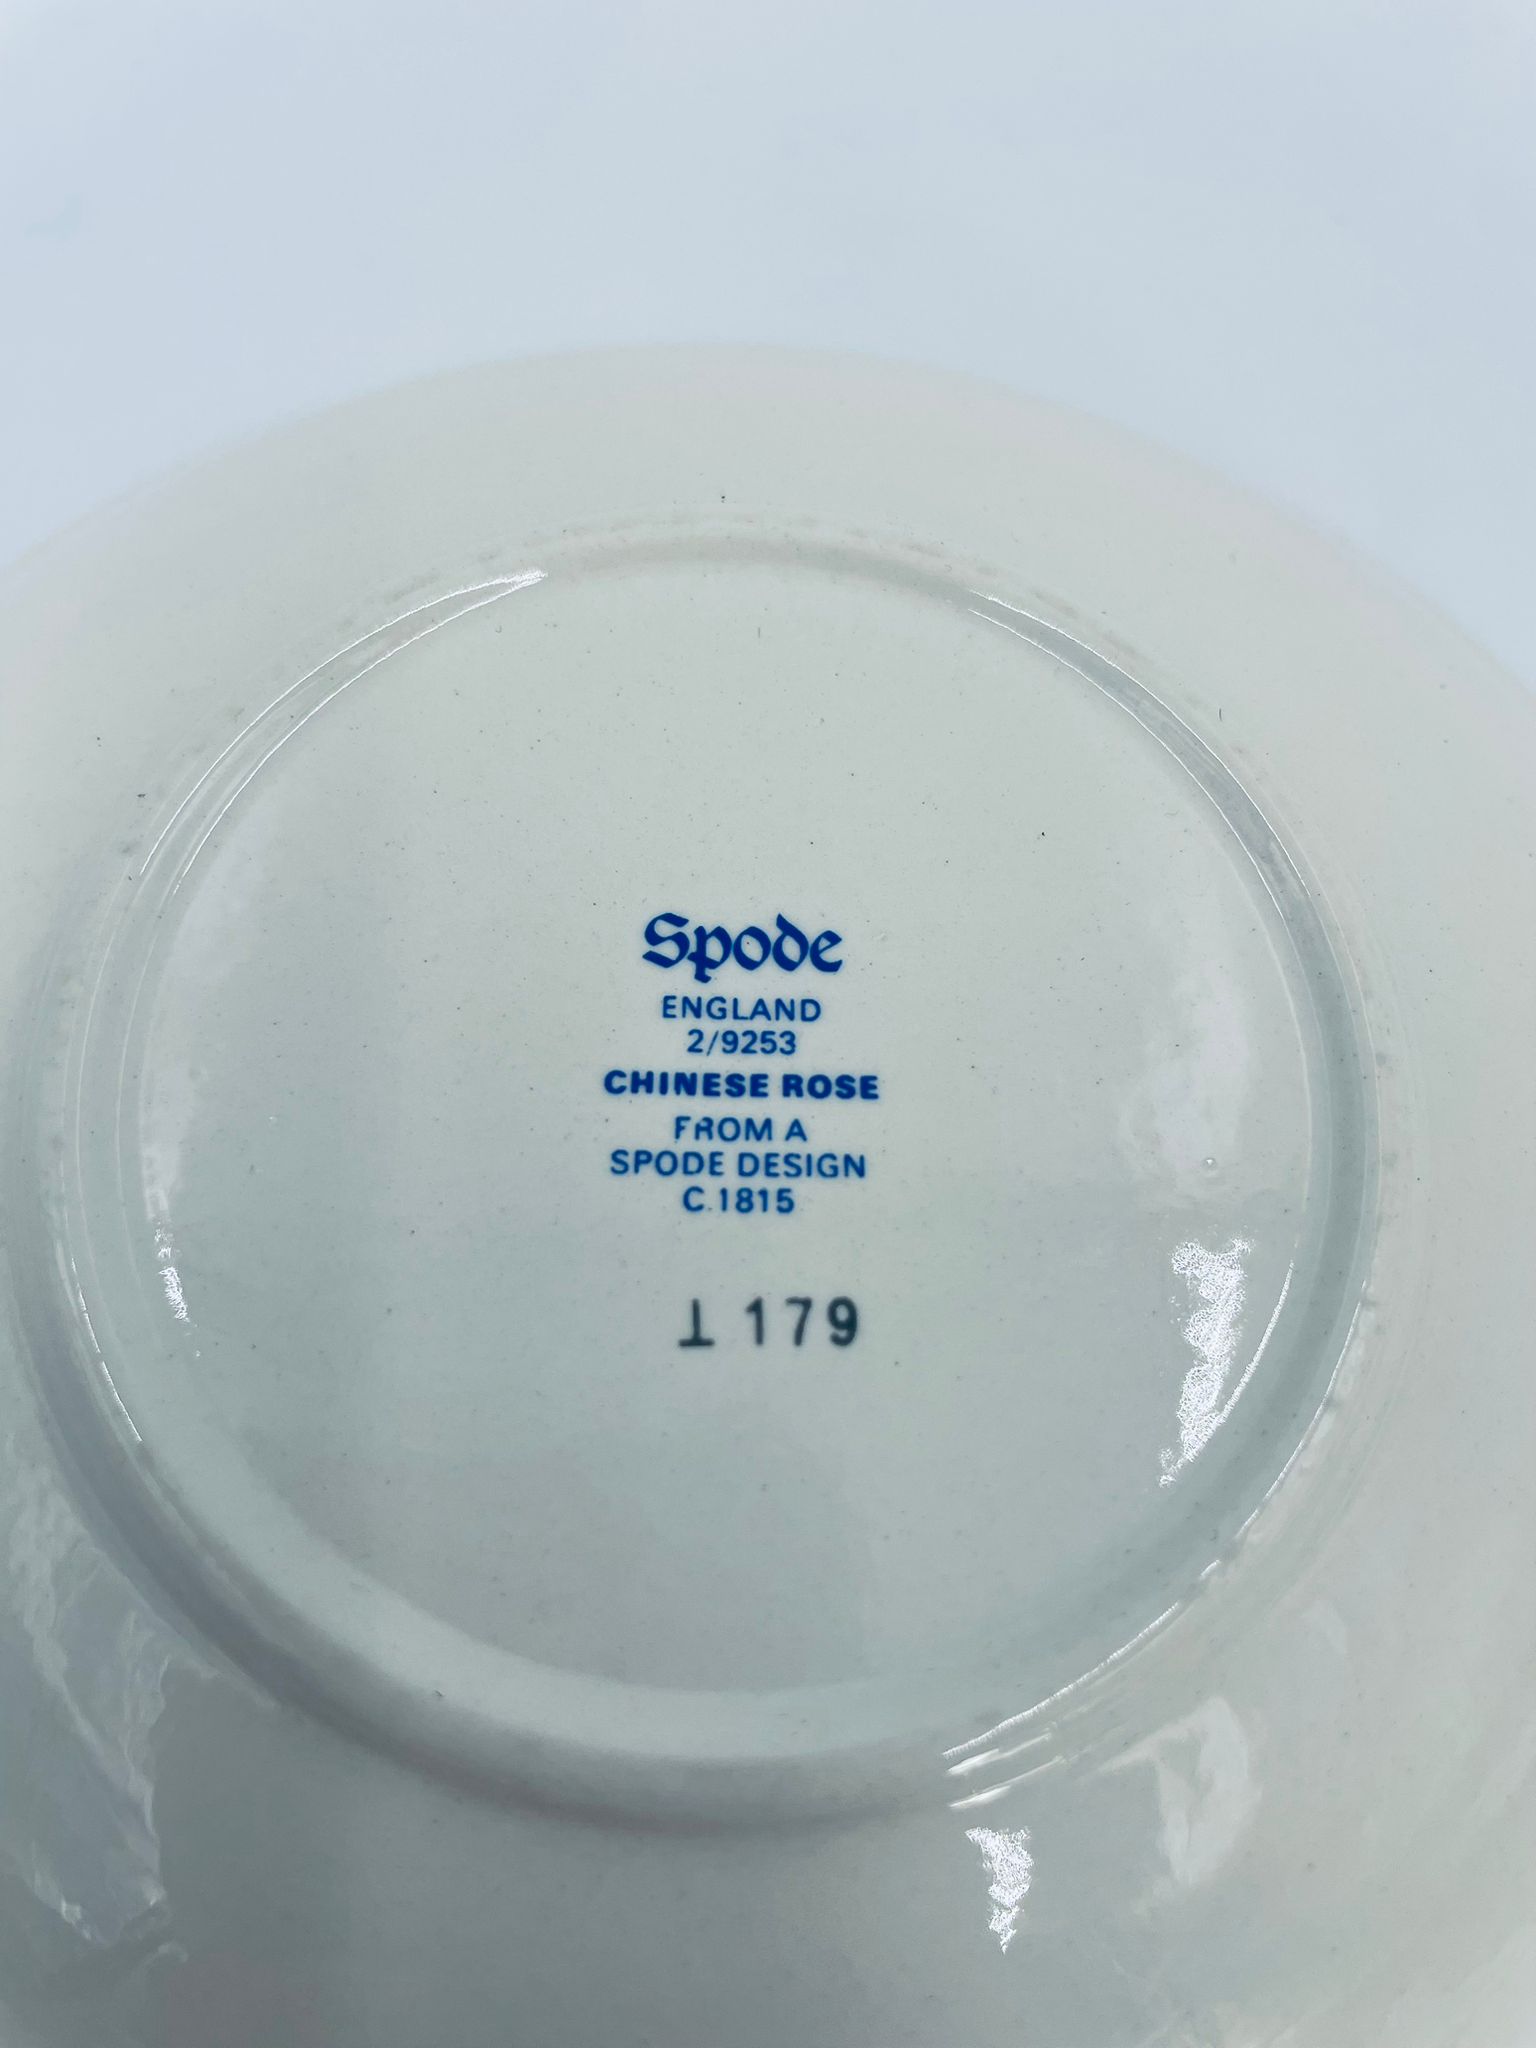 Spode
ENGLAND
2/9253
CHINESE ROSE
FROM A
SPODE DESIGN
C.1815
⊥ 179